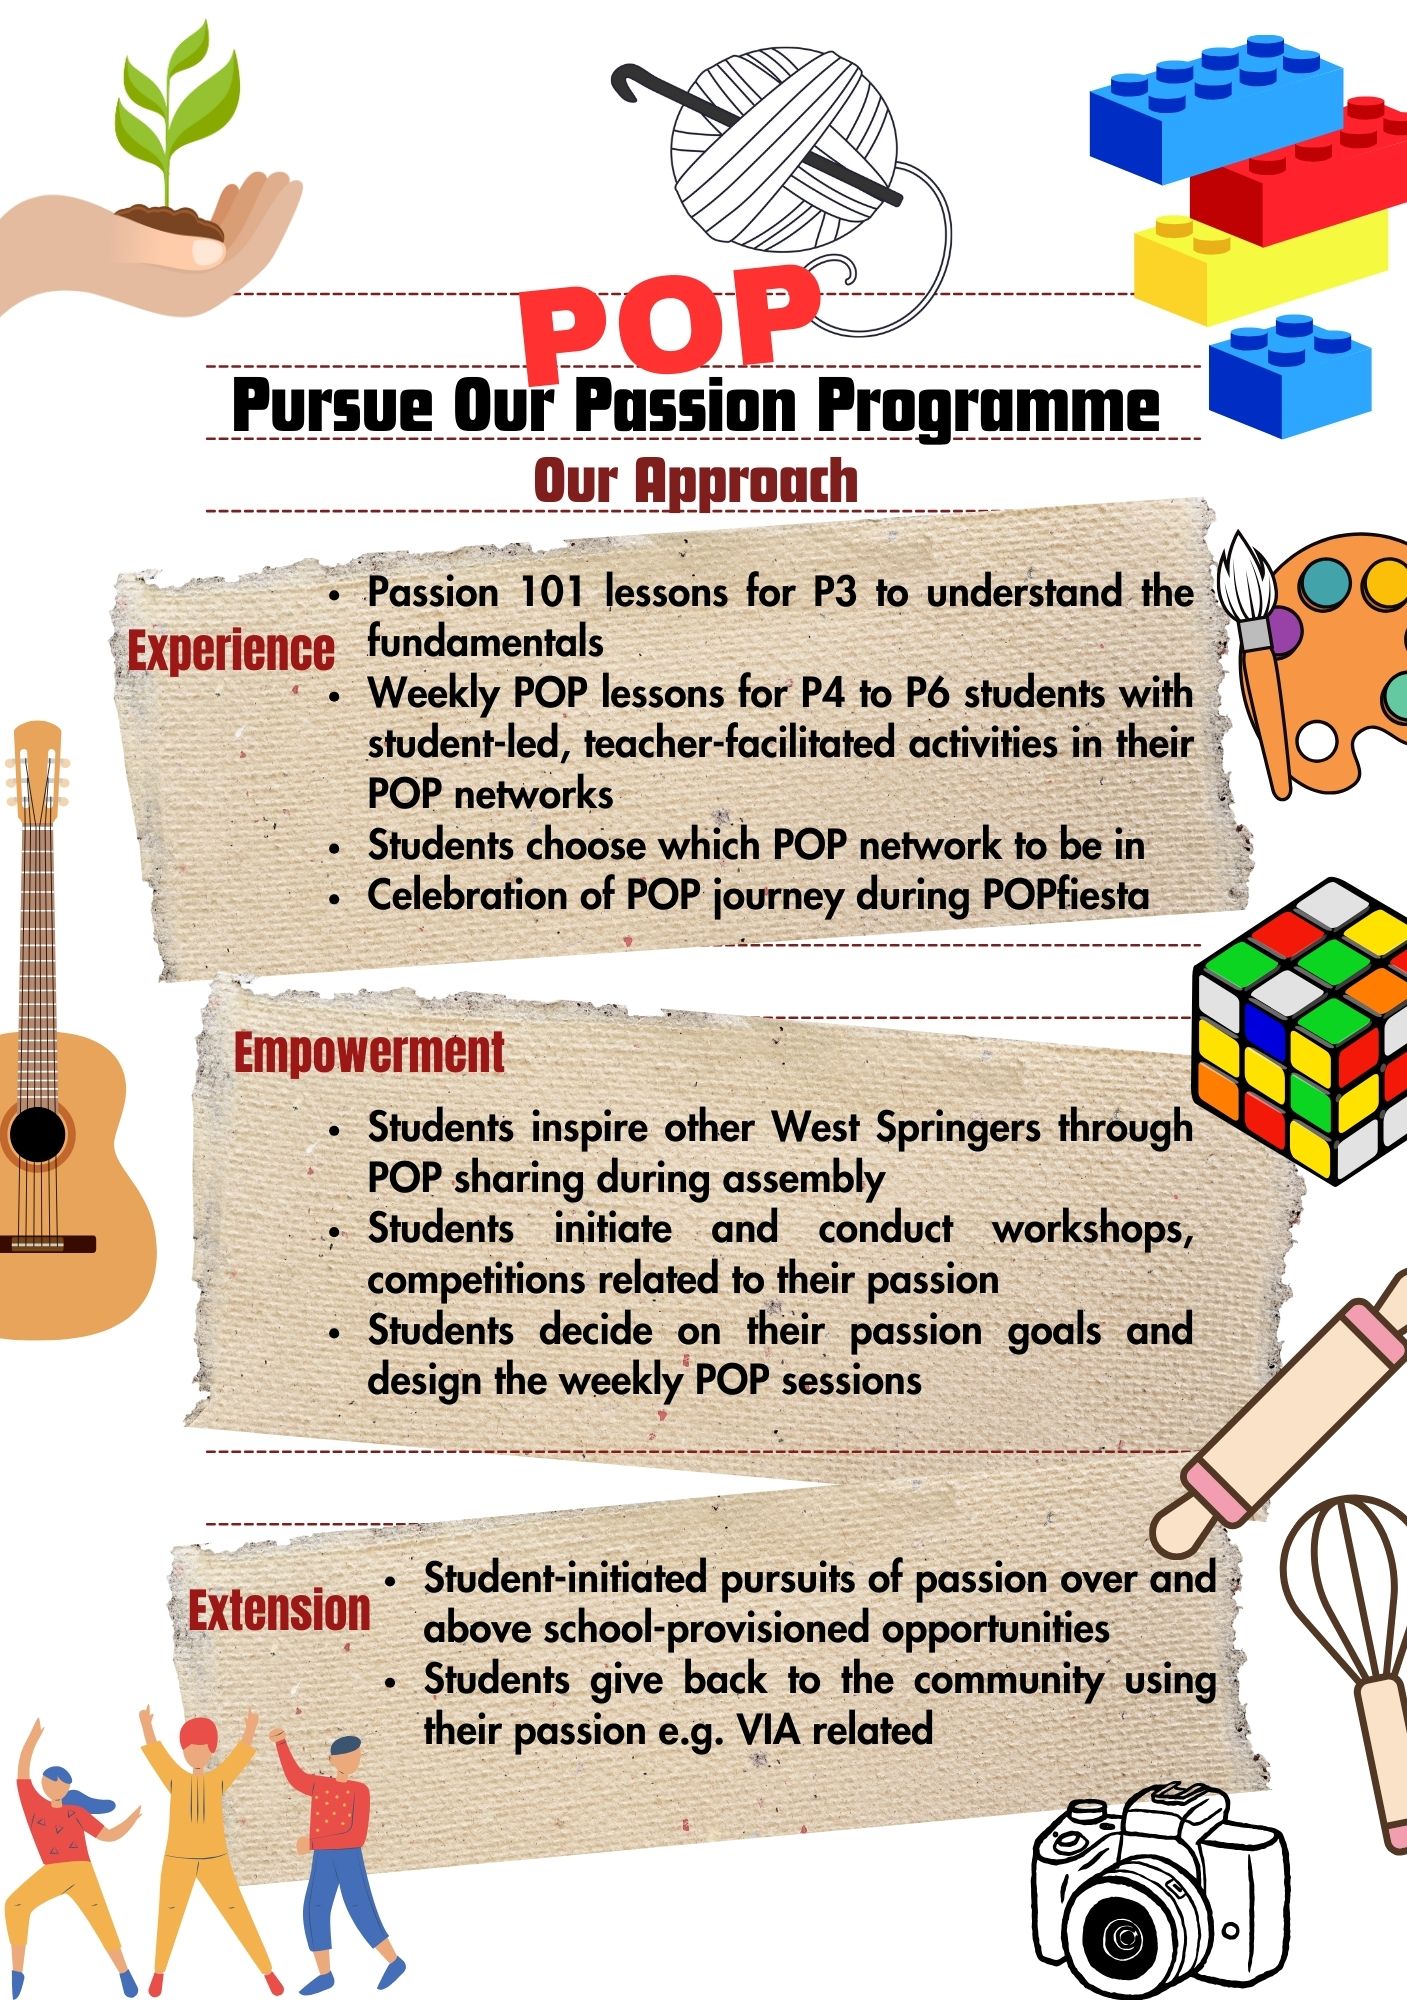 POP
Pursue Our Passion Programme
Our Approach
Experience
• Passion 101 lessons for P3 to understand the
fundamentals
• Weekly POP lessons for P4 to P6 students with
student-led, teacher-facilitated activities in their
POP networks
• Students choose which POP network to be in
• Celebration of POP journey during POPfiesta
Empowerment
• Students inspire other West Springers through
POP sharing during assembly
• Students initiate and conduct workshops,
competitions related to their passion
• Students decide on their passion goals and
design the weekly POP sessions
Extension
• Student-initiated pursuits of passion over and
above school-provisioned opportunities
• Students give back to the community using
their passion e.g. VIA related